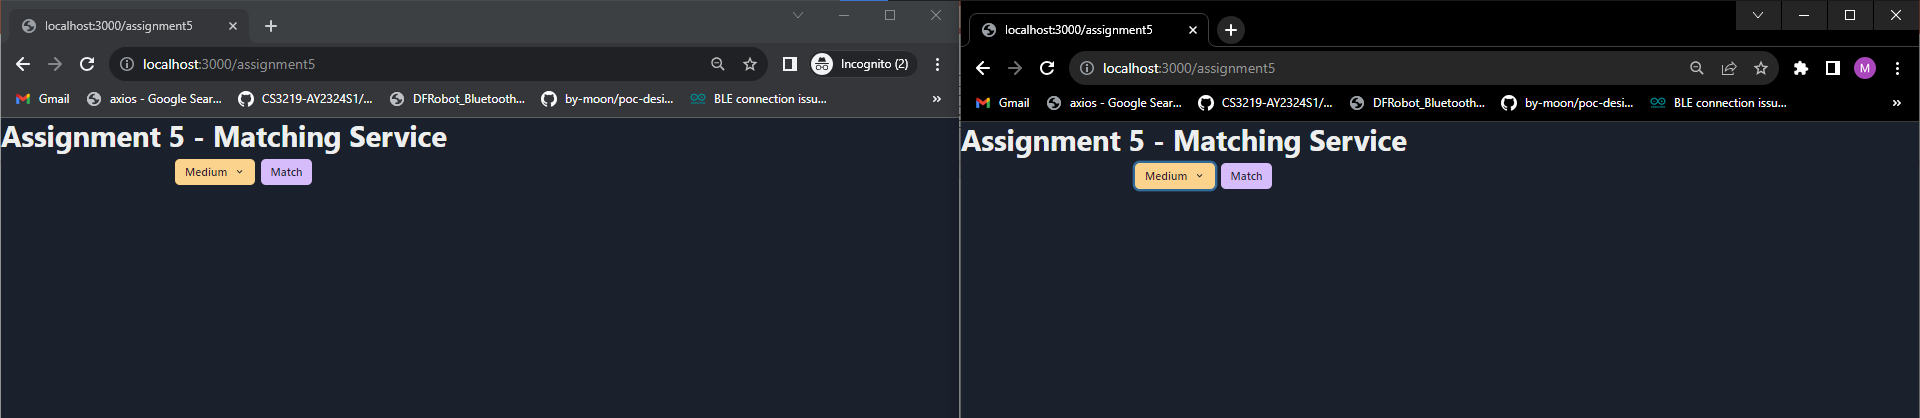 localhost:3000/assignment5
localhost:3000/assignment5 Incognito (2)
Gmail axios - Google Sear... CS3219-AY2324S1/... DFRobot_Bluetooth... by-moon/poc-desi... BLE connection issu... »
Assignment 5 - Matching Service
Medium Match
localhost:3000/assignment5
localhost:3000/assignment5 M
Gmail axios - Google Sear... CS3219-AY2324S1/... DFRobot_Bluetooth... by-moon/poc-desi... BLE connection issu... »
Assignment 5 - Matching Service
Medium Match